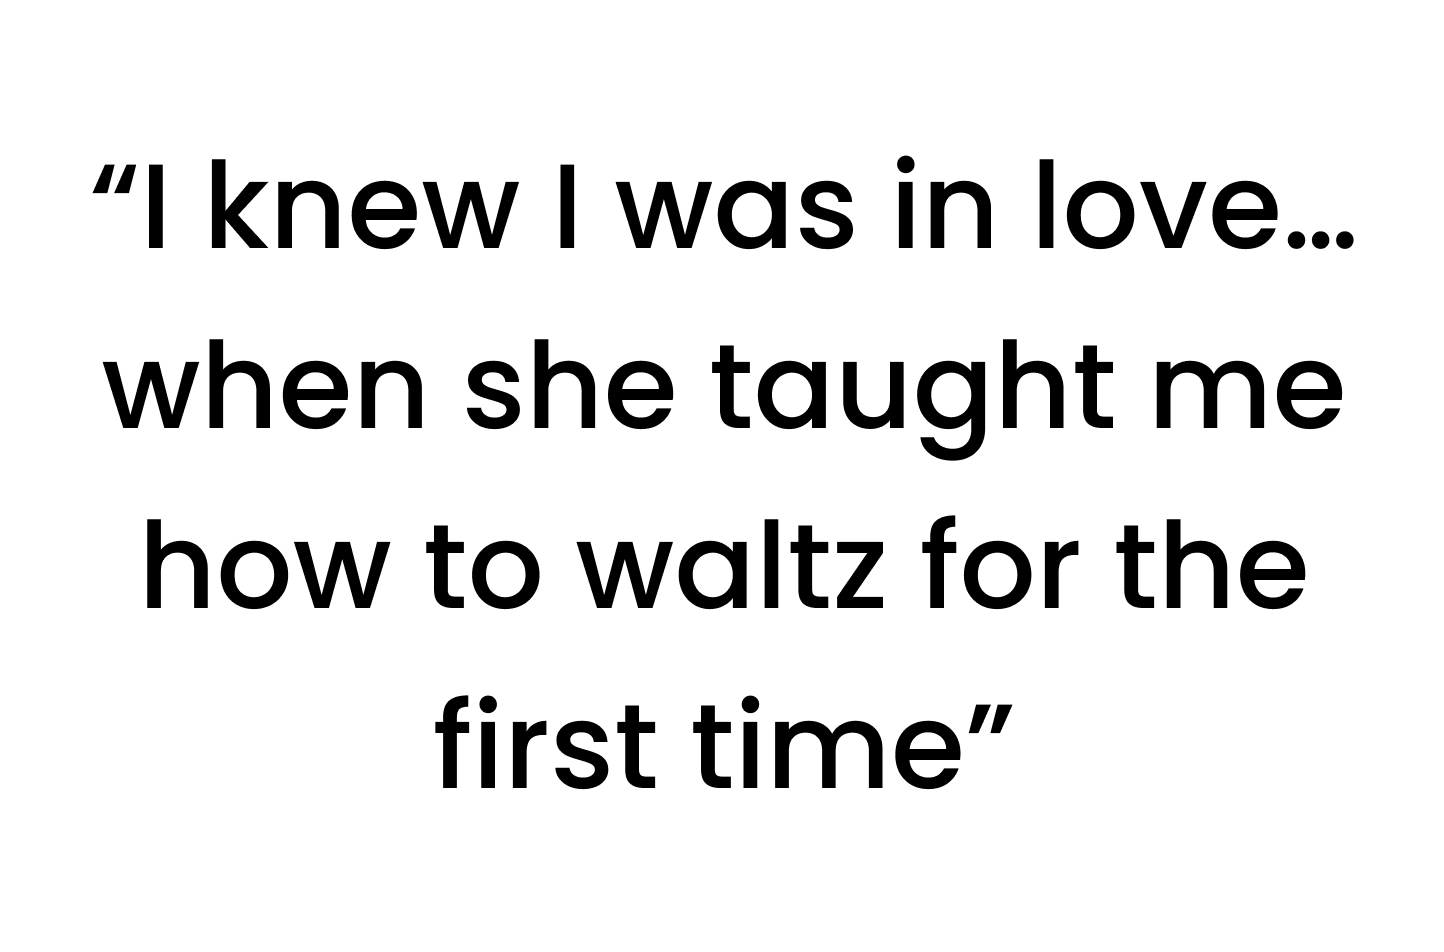 “I knew I was in love...
when she taught me
how to waltz for the
first time”